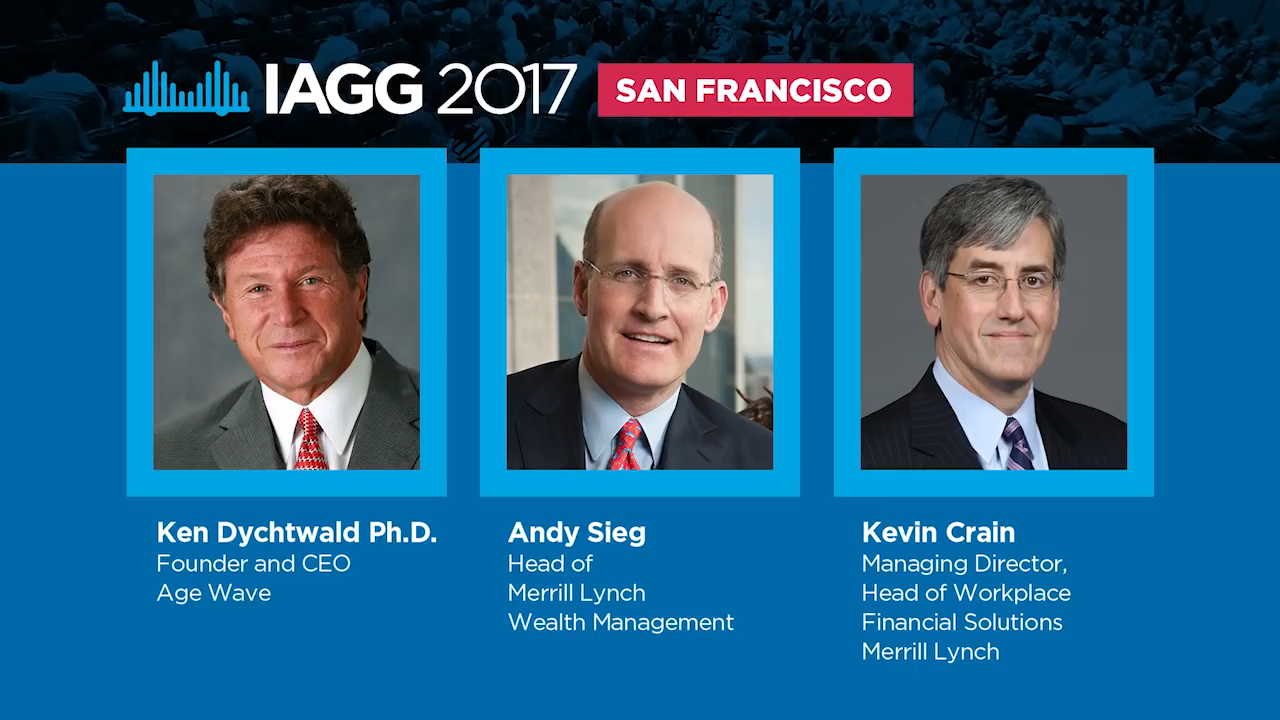 IAGG 2017 SAN FRANCISCO
Ken Dychtwald Ph.D.
Founder and CEO
Age Wave
Andy Sieg
Head of
Merrill Lynch
Wealth Management
Kevin Crain
Managing Director,
Head of Workplace
Financial Solutions
Merrill Lynch